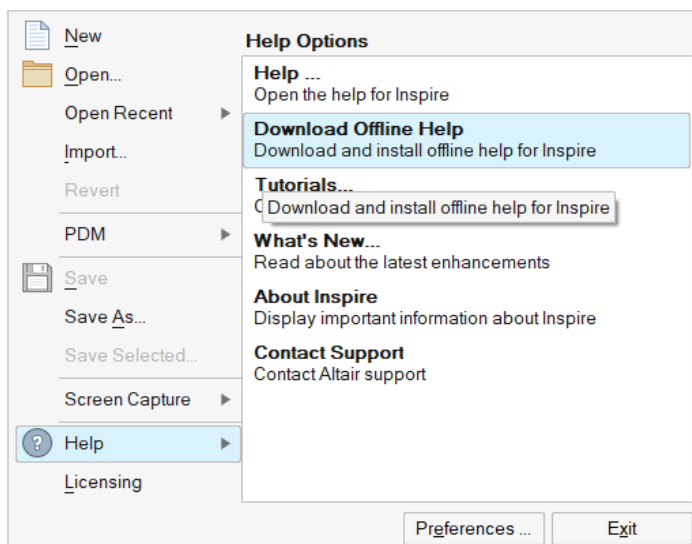 New
Open...
Open Recent
Import...
Revert
PDM
Save
Save As...
Save Selected...
Screen Capture
Help
Licensing
Help Options
Help ...
Open the help for Inspire
Download Offline Help
Download and install offline help for Inspire
Tutorials...
Download and install offline help for Inspire
What's New...
Read about the latest enhancements
About Inspire
Display important information about Inspire
Contact Support
Contact Altair support
Preferences ...
Exit